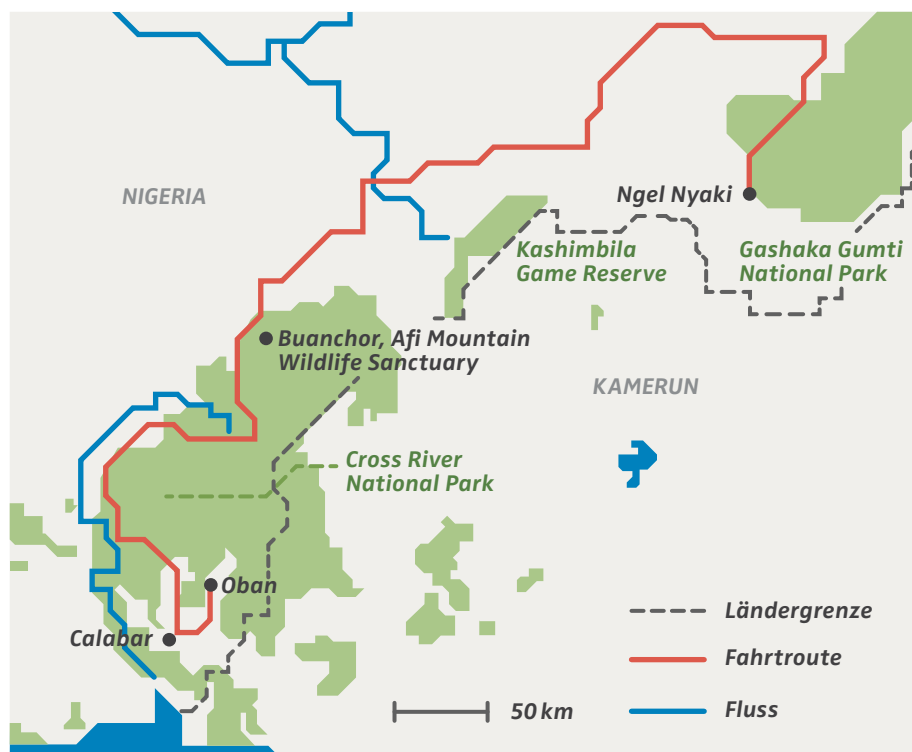 NIGERIA
Ngel Nyaki
Kashimbila
Game Reserve
Gashaka Gumti
National Park
Buanchor, Afi Mountain
Wildlife Sanctuary
KAMERUN
Cross River
National Park
Oban
Calabar
Ländergrenze
Fahrtroute
50 km
Fluss